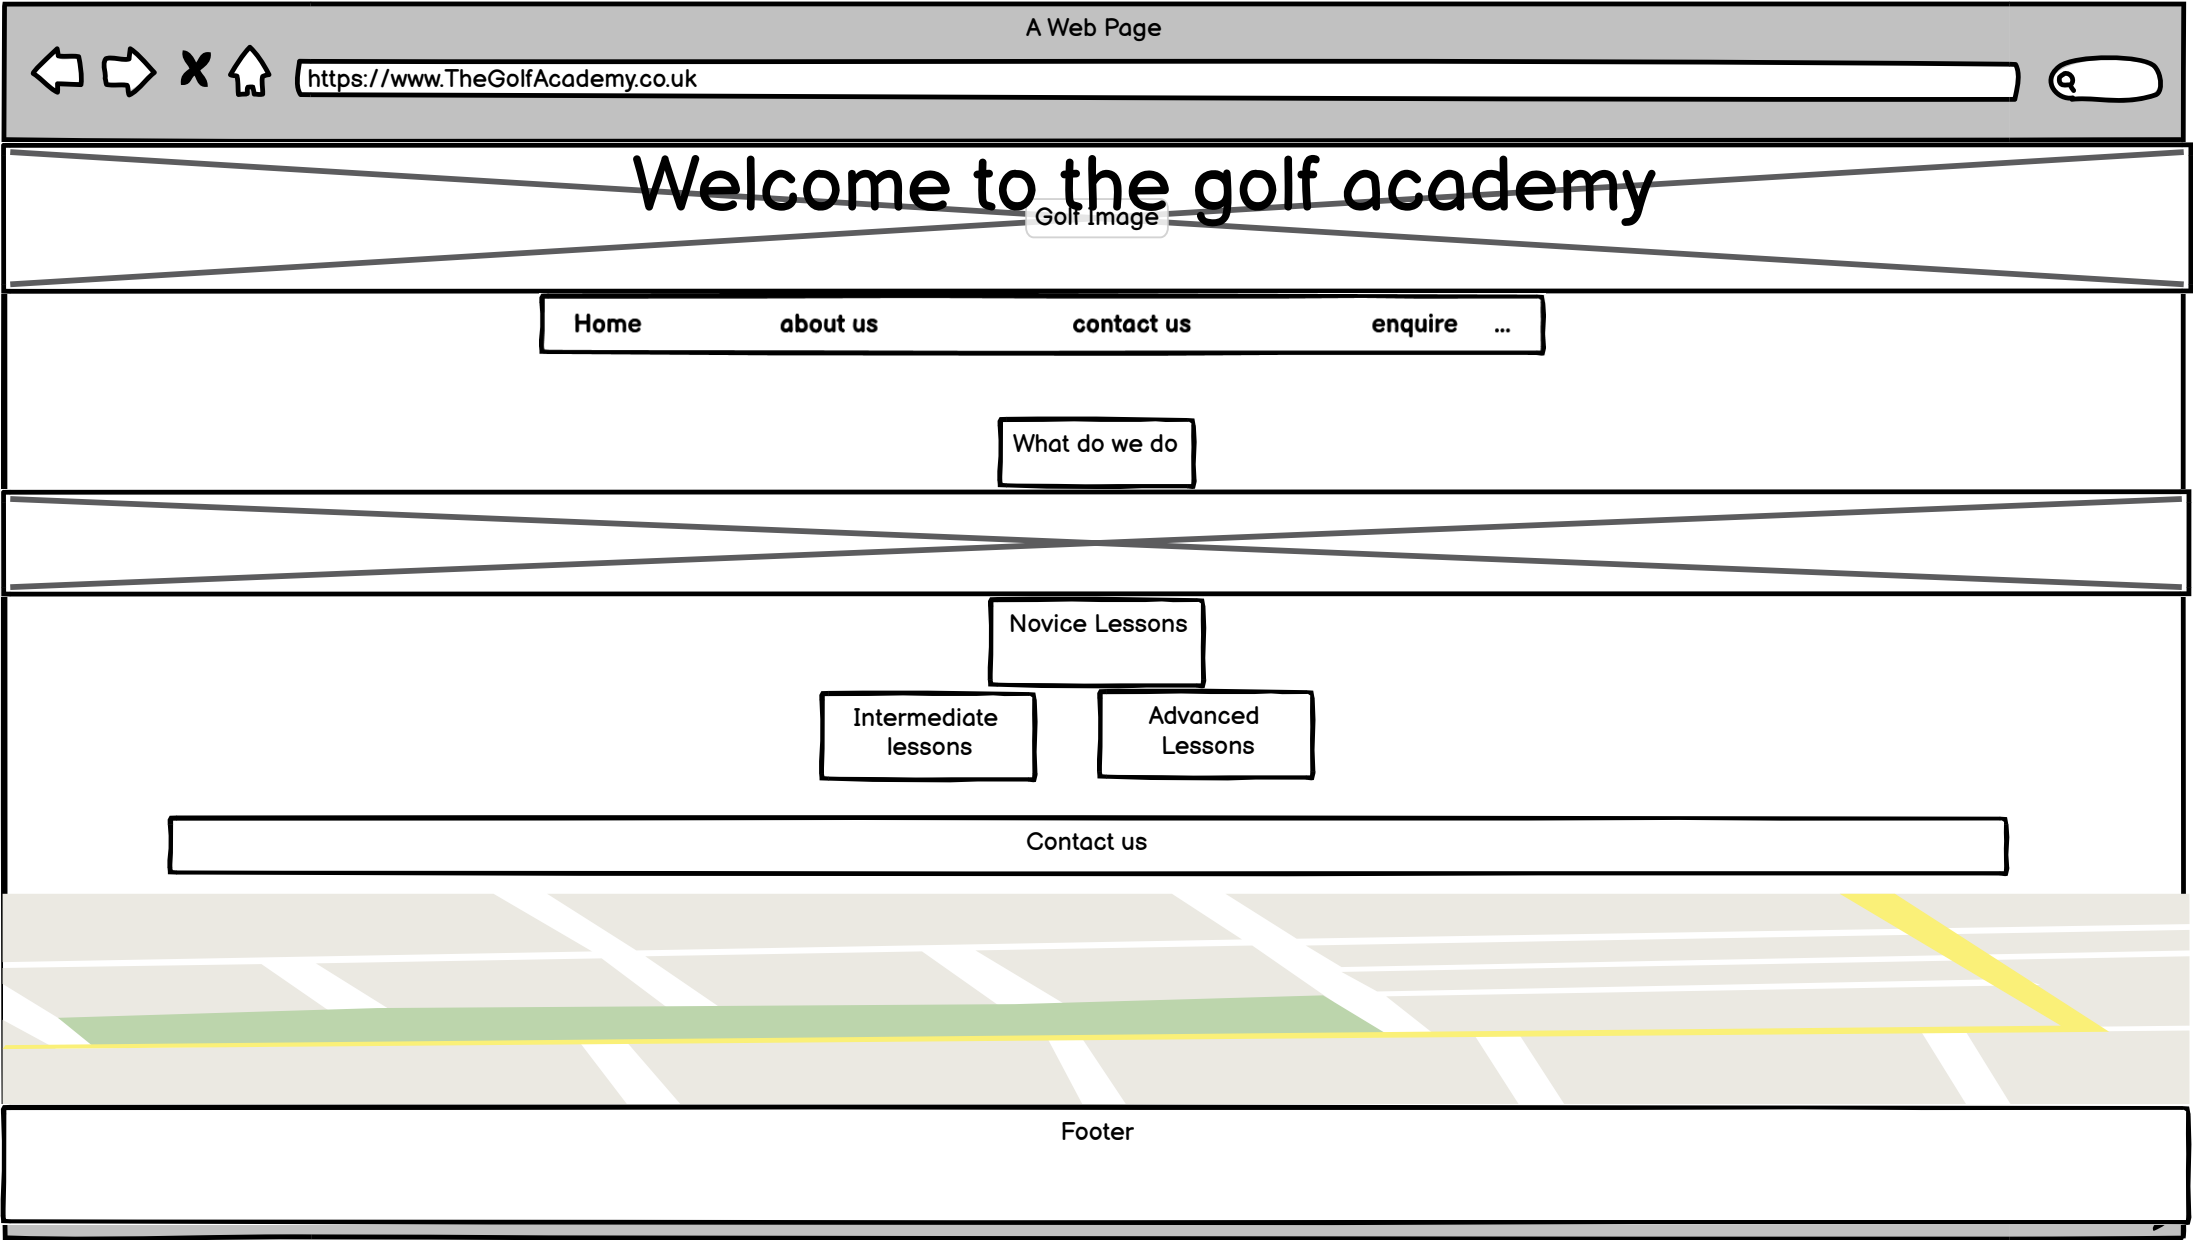 A Web Page
https://www.TheGolfAcademy.co.uk
Welcome to the golf academy
Golf Image
Home about us contact us enquire ...
What do we do
Novice Lessons
Intermediate
lessons
Advanced
Lessons
Contact us
Footer